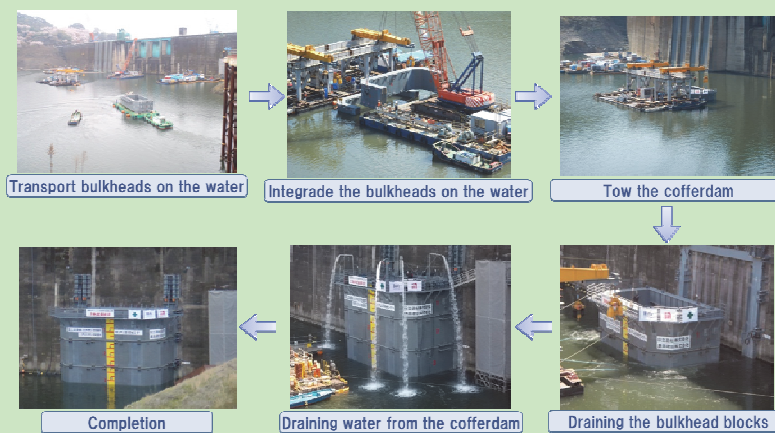 Transport bulkheads on the water
Integrade the bulkheads on the water
Tow the cofferdam
Draining the bulkhead blocks
Draining water from the cofferdam
Completion